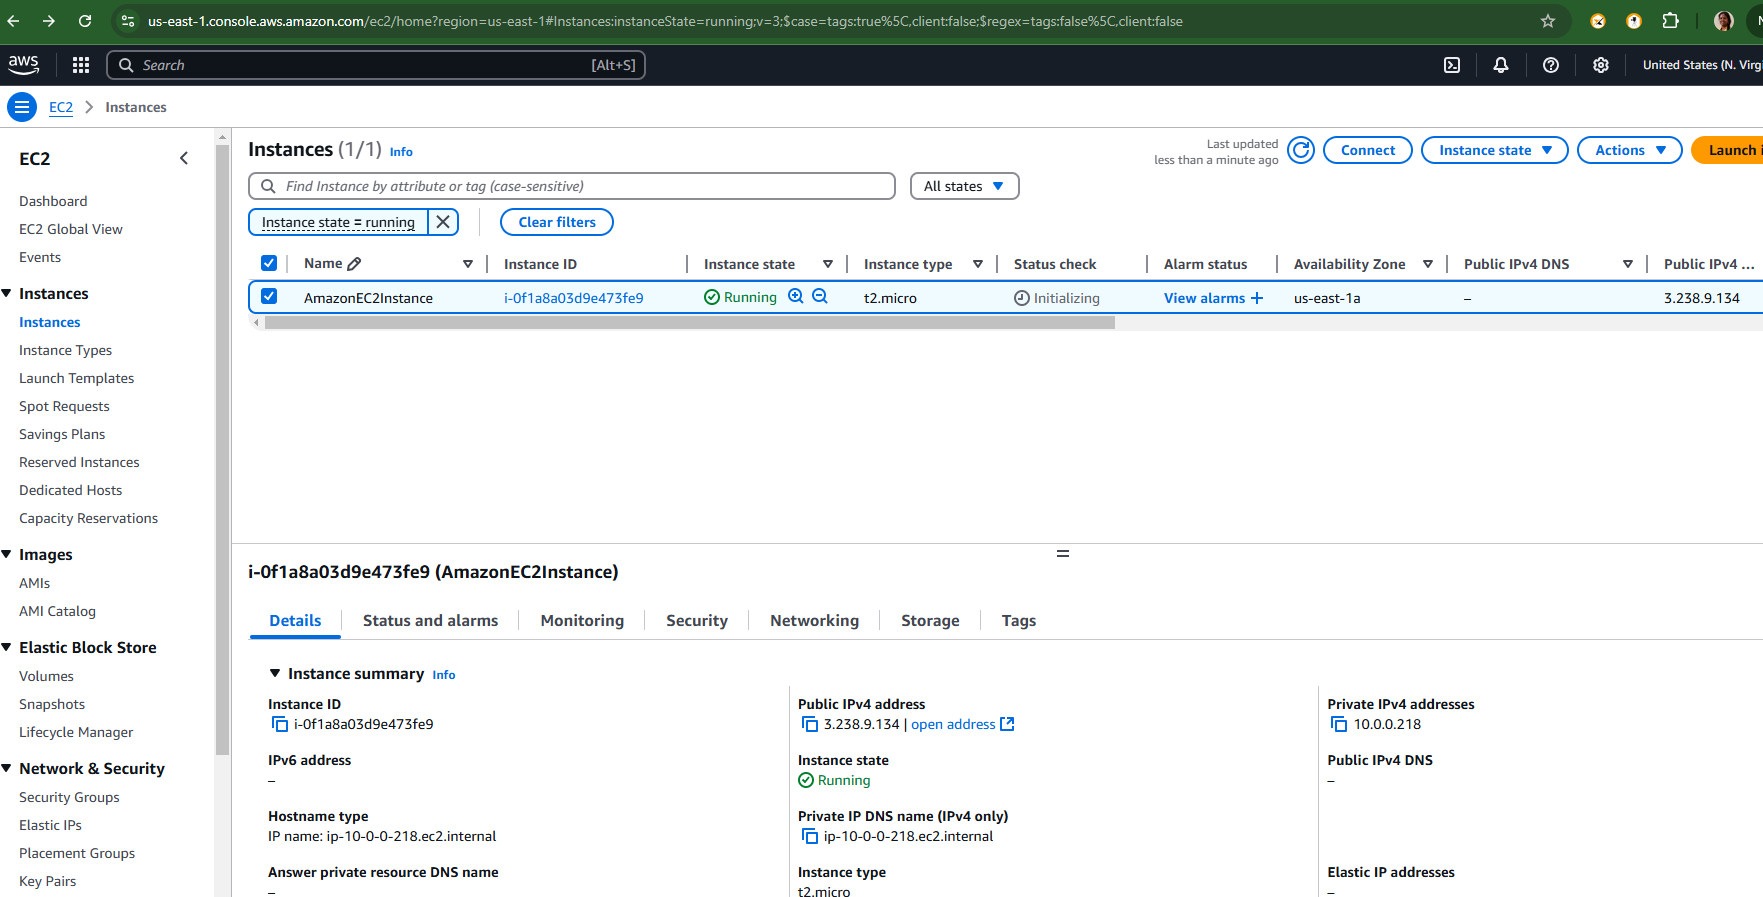 us-east-1.console.aws.amazon.com/ec2/home?region=us-east-1#Instances:instanceState=running;v=3;$case=tags:true%5C,client:false;$regex=tags:false%5C,client:false
aws
Search
[Alt+S]
United States (N. Virg
EC2 > Instances
EC2
Dashboard
EC2 Global View
Events
Instances
Instances
Instance Types
Launch Templates
Spot Requests
Savings Plans
Reserved Instances
Dedicated Hosts
Capacity Reservations
Images
AMIs
AMI Catalog
Elastic Block Store
Volumes
Snapshots
Lifecycle Manager
Network & Security
Security Groups
Elastic IPs
Placement Groups
Key Pairs
Instances (1/1) Info
Last updated
less than a minute ago
Connect
Instance state
Actions
Launch i
Find Instance by attribute or tag (case-sensitive)
All states
Instance state = running
Clear filters
Name Instance ID Instance state Instance type Status check Alarm status Availability Zone Public IPv4 DNS Public IPv4 ...
AmazonEC2Instance i-0f1a8a03d9e473fe9 Running t2.micro Initializing View alarms + us-east-1a – 3.238.9.134
i-0f1a8a03d9e473fe9 (AmazonEC2Instance)
Details Status and alarms Monitoring Security Networking Storage Tags
Instance summary Info
Instance ID
i-0f1a8a03d9e473fe9
Public IPv4 address
3.238.9.134 | open address
Private IPv4 addresses
10.0.0.218
IPv6 address
–
Instance state
Running
Public IPv4 DNS
–
Hostname type
IP name: ip-10-0-0-218.ec2.internal
Private IP DNS name (IPv4 only)
ip-10-0-0-218.ec2.internal
Answer private resource DNS name
–
Instance type
t2.micro
Elastic IP addresses
–